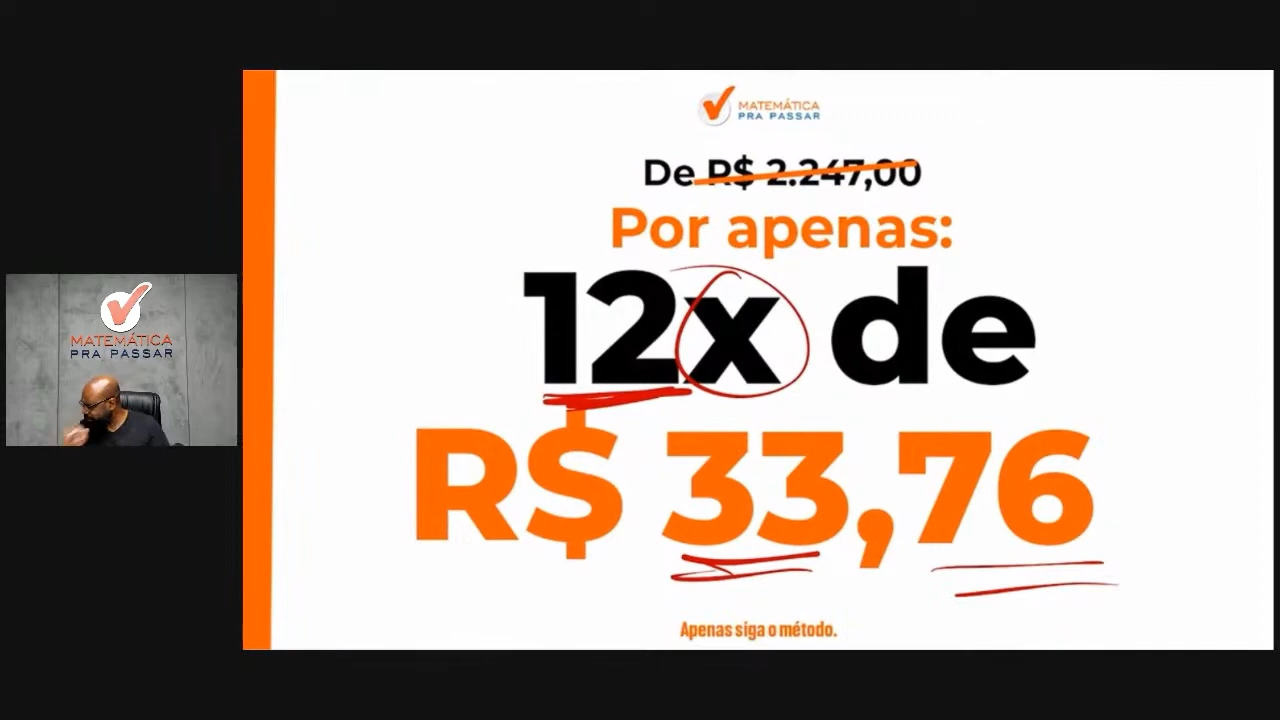 MATEMÁTICA
PRA PASSAR
De R$ 2.247,00
Por apenas:
12x de
R$ 33,76
Apenas siga o método.
MATEMÁTICA
PRA PASSAR